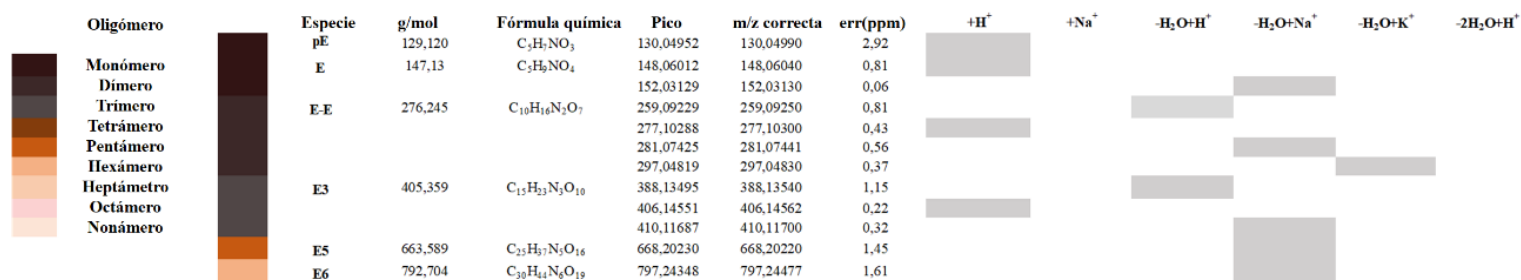 Oligómero Especie g/mol Fórmula química Pico m/z correcta err(ppm) +H⁺ +Na⁺ -H₂O+H⁺ -H₂O+Na⁺ -H₂O+K⁺ -2H₂O+H⁺
pE 129,120 C₅H₇NO₃ 130,04952 130,04990 2,92
Monómero E 147,13 C₅H₉NO₄ 148,06012 148,06040 0,81
Dímero 152,03129 152,03130 0,06
Trímero E-E 276,245 C₁₀H₁₆N₂O₇ 259,09229 259,09250 0,81
Tetrámero 277,10288 277,10300 0,43
Pentámero 281,07425 281,07441 0,56
Hexámero 297,04819 297,04830 0,37
Heptámetro E3 405,359 C₁₅H₂₃N₃O₁₀ 388,13495 388,13540 1,15
Octámero 406,14551 406,14562 0,22
Nonámero 410,11687 410,11700 0,32
E5 663,589 C₂₅H₃₇N₅O₁₆ 668,20230 668,20220 1,45
E6 792,704 C₃₀H₄₄N₆O₁₉ 797,24348 797,24477 1,61